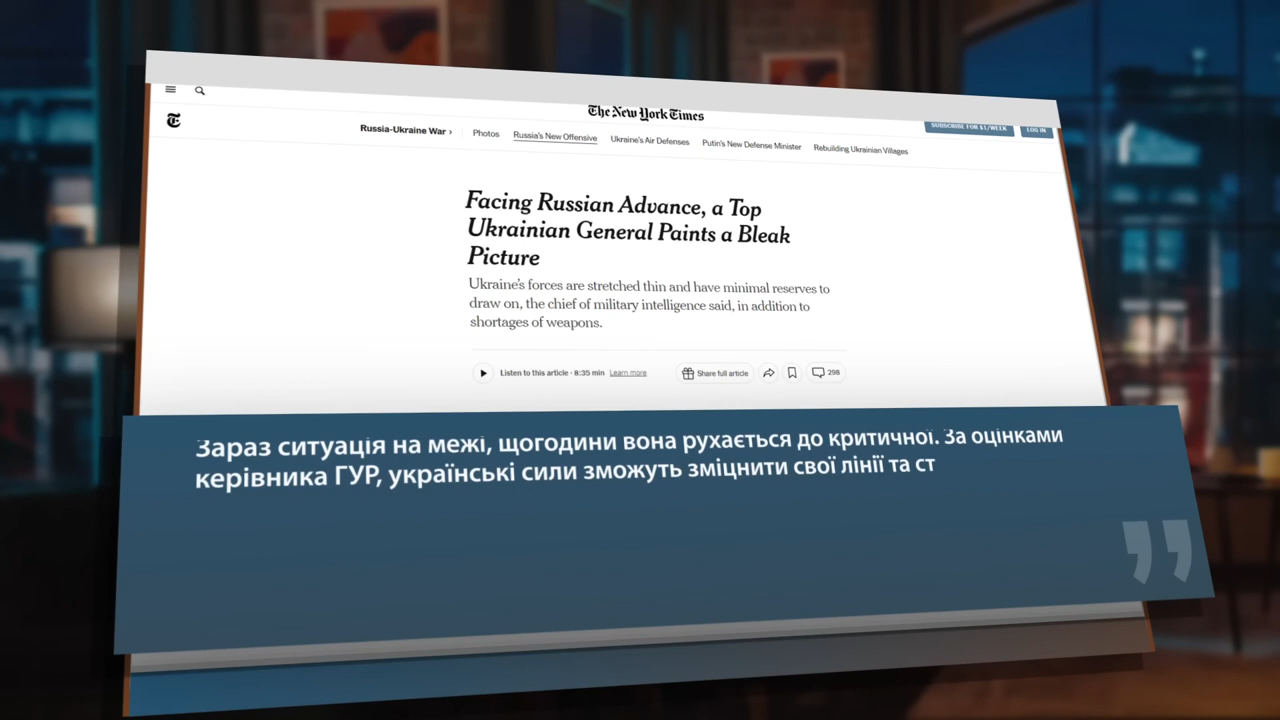 The New York Times
SUBSCRIBE FOR $1/WEEK
LOG IN
Russia-Ukraine War ›
Photos
Russia's New Offensive
Ukraine's Air Defenses
Putin's New Defense Minister
Rebuilding Ukrainian Villages
Facing Russian Advance, a Top
Ukrainian General Paints a Bleak
Picture
Ukraine's forces are stretched thin and have minimal reserves to
draw on, the chief of military intelligence said, in addition to
shortages of weapons.
Listen to this article · 8:35 min Learn more
Share full article
298
Зараз ситуація на межі, щогодини вона рухається до критичної. За оцінками
керівника ГУР, українські сили зможуть зміцнити свої лінії та ст